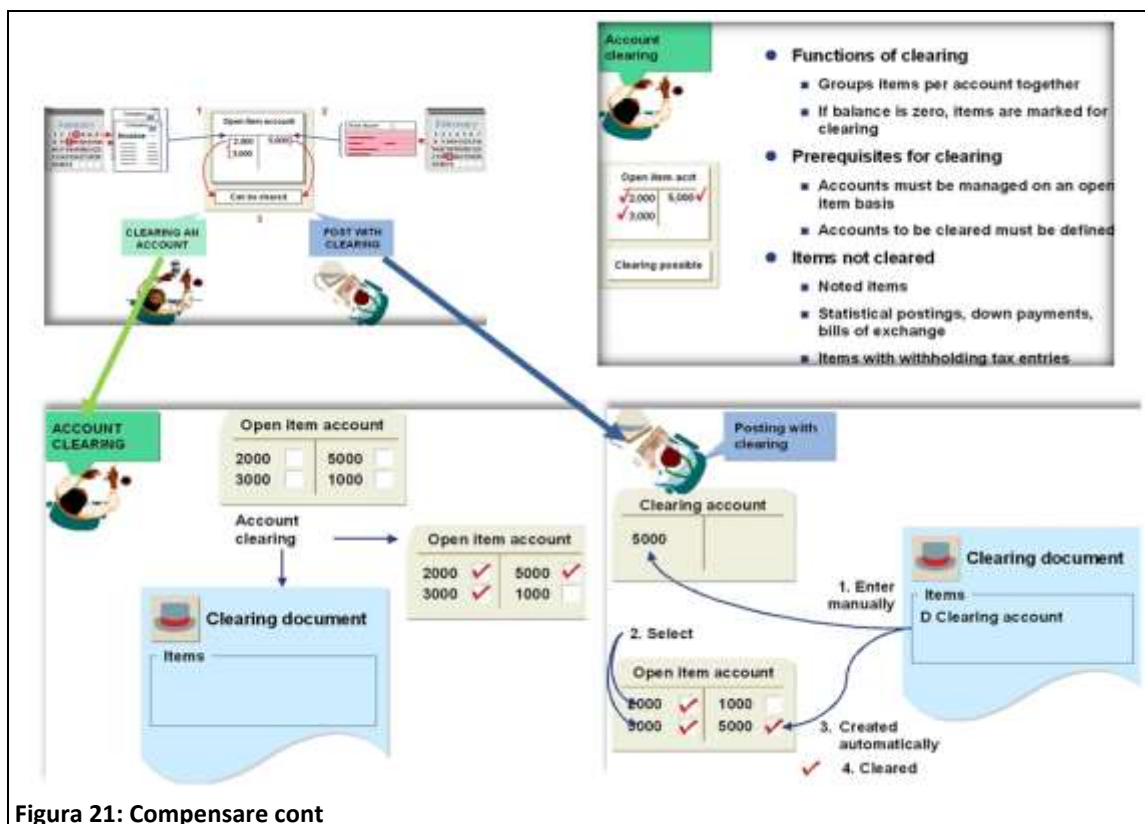 Open item account
2,000
5,000
3,000
Can be cleared
1
2
3
CLEARING AN
ACCOUNT
POST WITH
CLEARING
Account
clearing
Open item acct
2,000
5,000
3,000
Clearing possible
Functions of clearing
Groups items per account together
If balance is zero, items are marked for
clearing
Prerequisites for clearing
Accounts must be managed on an open
item basis
Accounts to be cleared must be defined
Items not cleared
Noted items
Statistical postings, down payments,
bills of exchange
Items with withholding tax entries
ACCOUNT
CLEARING
Open item account
2000 5000
3000 1000
Account
clearing
Open item account
2000 5000
3000 1000
Clearing document
Items
Posting with
clearing
Clearing account
5000
Clearing document
Items
D Clearing account
1. Enter
manually
2. Select
Open item account
2000 1000
3000 5000
3. Created
automatically
4. Cleared
Figura 21: Compensare cont